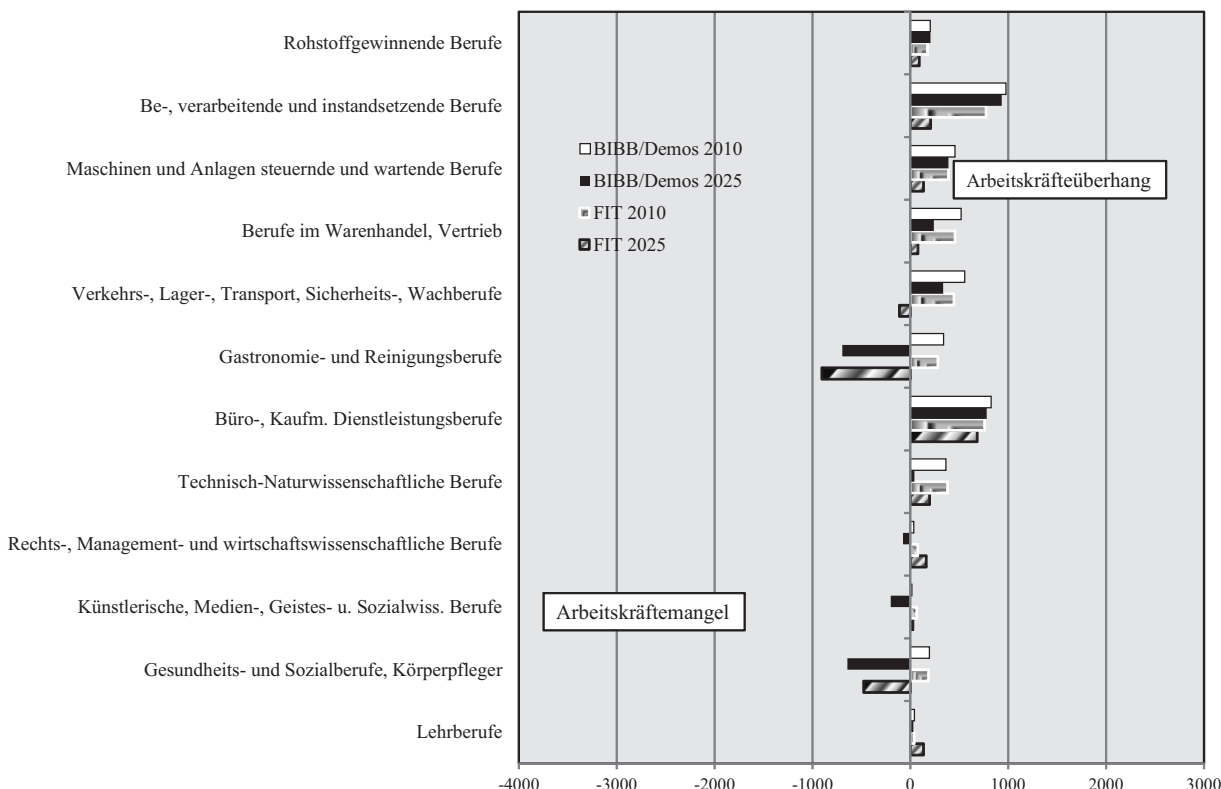 Rohstoffgewinnende Berufe
Be-, verarbeitende und instandsetzende Berufe
Maschinen und Anlagen steuernde und wartende Berufe
Berufe im Warenhandel, Vertrieb
Verkehrs-, Lager-, Transport, Sicherheits-, Wachberufe
Gastronomie- und Reinigungsberufe
Büro-, Kaufm. Dienstleistungsberufe
Technisch-Naturwissenschaftliche Berufe
Rechts-, Management- und wirtschaftswissenschaftliche Berufe
Künstlerische, Medien-, Geistes- u. Sozialwiss. Berufe
Gesundheits- und Sozialberufe, Körperpfleger
Lehrberufe
BIBB/Demos 2010
BIBB/Demos 2025
FIT 2010
FIT 2025
Arbeitskräfteüberhang
Arbeitskräftemangel
-4000 -3000 -2000 -1000 0 1000 2000 3000